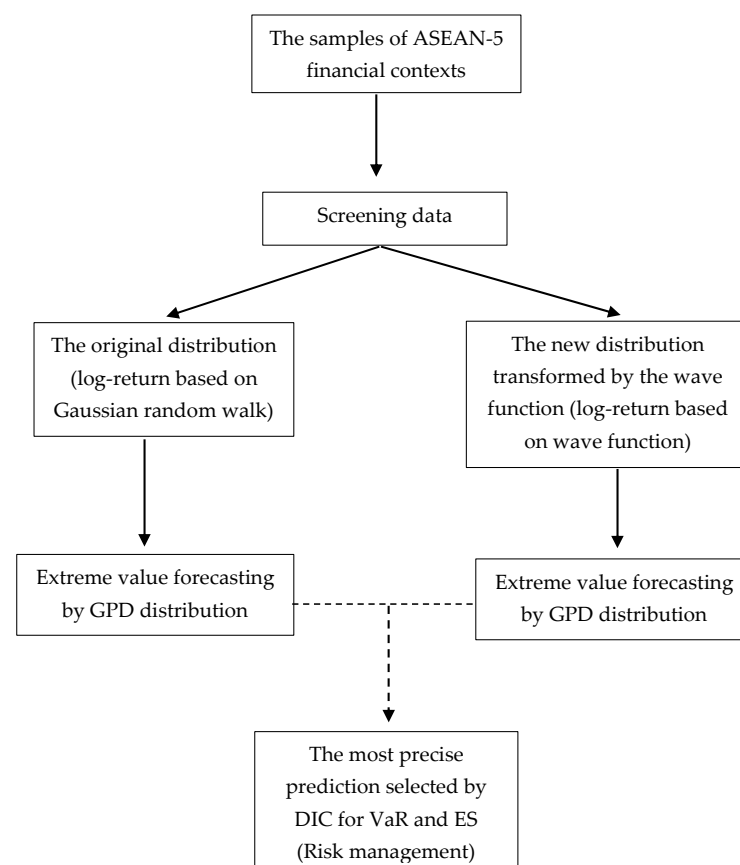 The samples of ASEAN-5
financial contexts
Screening data
The original distribution
(log-return based on
Gaussian random walk)
The new distribution
transformed by the wave
function (log-return based
on wave function)
Extreme value forecasting
by GPD distribution
Extreme value forecasting
by GPD distribution
The most precise
prediction selected by
DIC for VaR and ES
(Risk management)